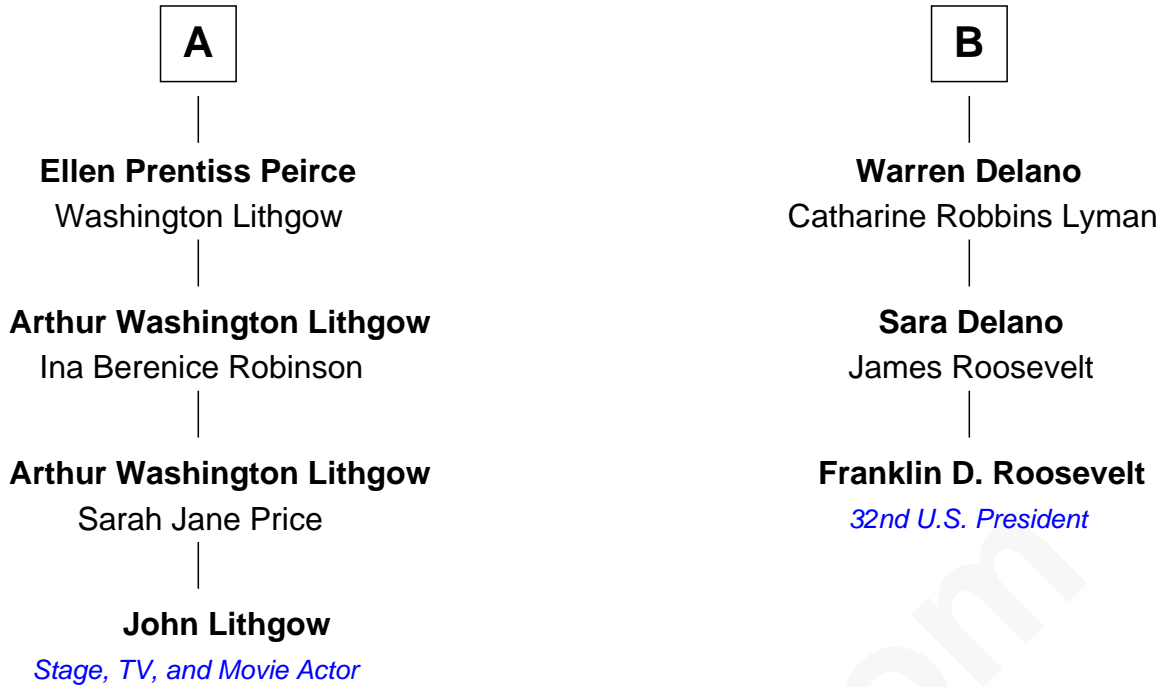 A
Ellen Prentiss Peirce
Washington Lithgow
Arthur Washington Lithgow
Ina Berenice Robinson
Arthur Washington Lithgow
Sarah Jane Price
John Lithgow
Stage, TV, and Movie Actor
B
Warren Delano
Catharine Robbins Lyman
Sara Delano
James Roosevelt
Franklin D. Roosevelt
32nd U.S. President
om